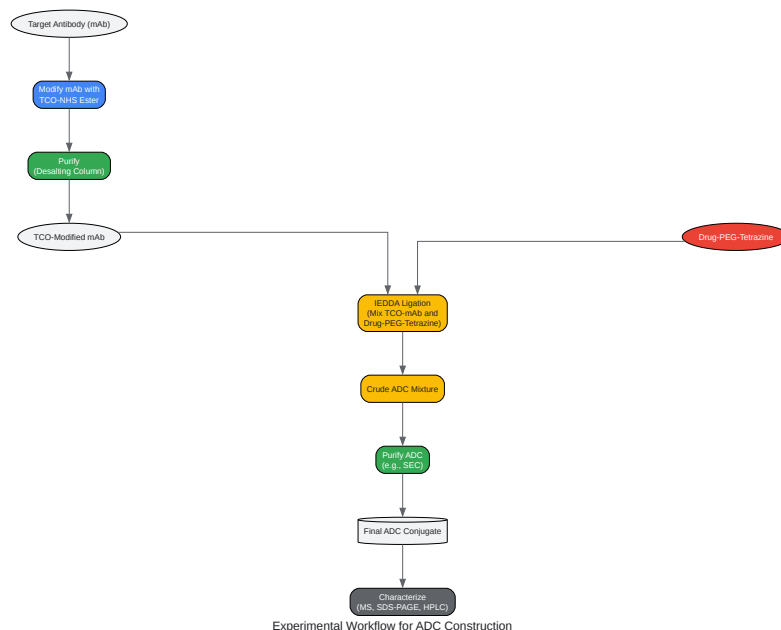 Target Antibody (mAb)
Modify mAb with
TCO-NHS Ester
Purify
(Desalting Column)
TCO-Modified mAb
Drug-PEG-Tetrazine
IEDDA Ligation
(Mix TCO-mAb and
Drug-PEG-Tetrazine)
Crude ADC Mixture
Purify ADC
(e.g., SEC)
Final ADC Conjugate
Characterize
(MS, SDS-PAGE, HPLC)
Experimental Workflow for ADC Construction